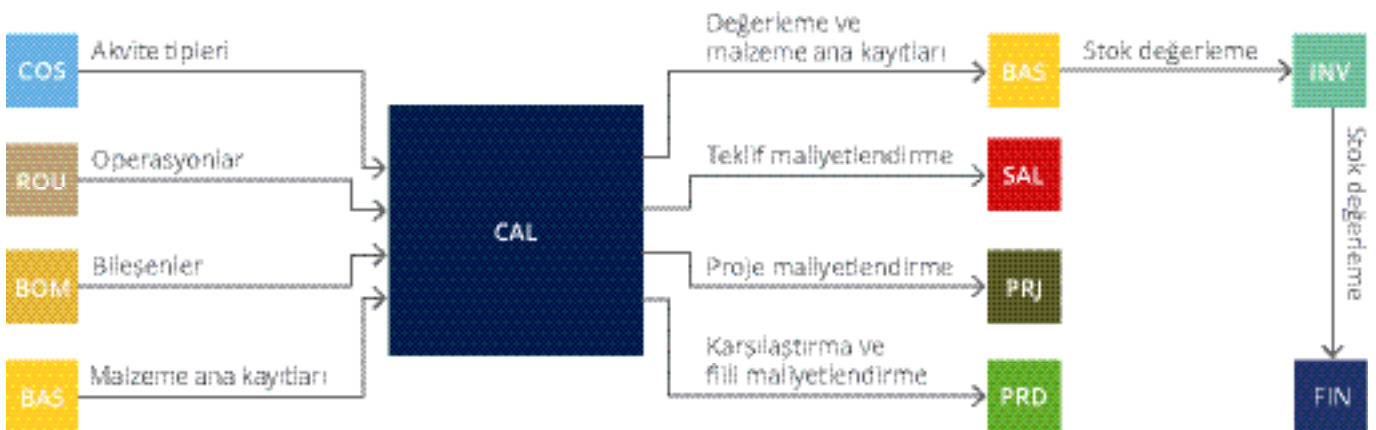 COS
Akvite tipleri
ROU
Operasyonlar
BOM
Bileşenler
BAS
Malzeme ana kayıtları
CAL
Değerleme ve
malzeme ana kayıtları
BAS
Stok değerleme
INV
Stok değerleme
FIN
Teklif maliyetlendirme
SAL
Proje maliyetlendirme
PRJ
Karşılaştırma ve
fiili maliyetlendirme
PRD